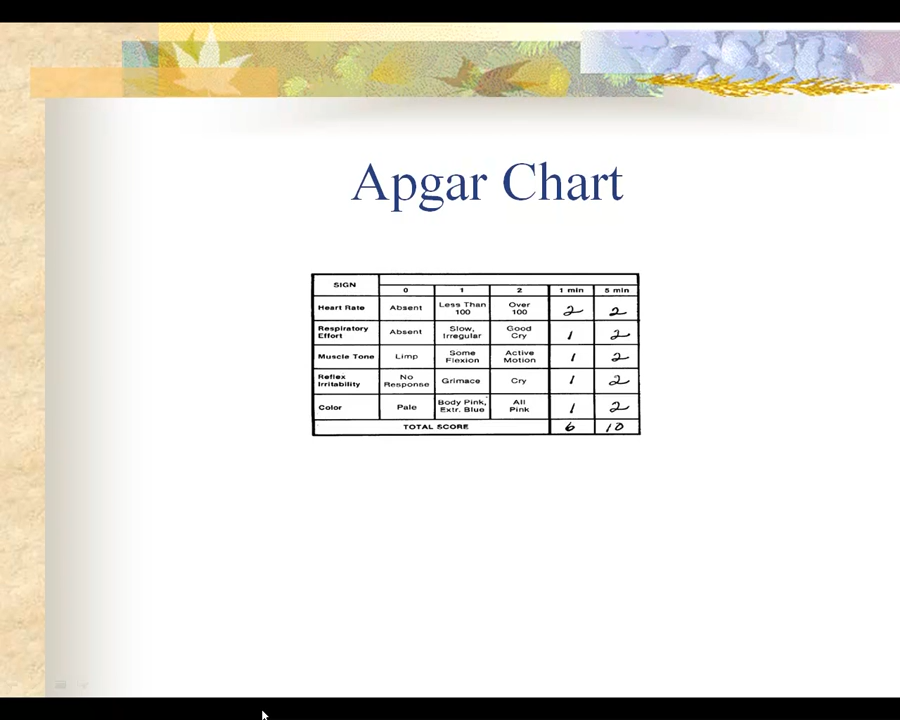 Apgar Chart
SIGN
0 1 2 1 min 5 min
Heart Rate Absent Less Than 100 Over 100 2 2
Respiratory Effort Absent Slow, Irregular Good Cry 1 2
Muscle Tone Limp Some Flexion Active Motion 1 2
Reflex Irritability No Response Grimace Cry 1 2
Color Pale Body Pink, Extr. Blue All Pink 1 2
TOTAL SCORE 6 10